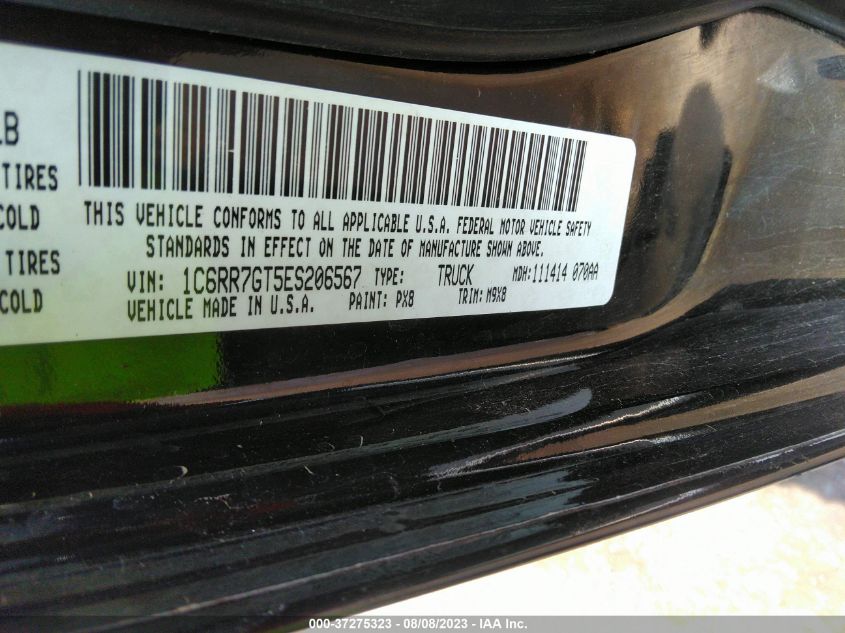 LB
TIRES
COLD
TIRES
COLD
THIS VEHICLE CONFORMS TO ALL APPLICABLE U.S.A. FEDERAL MOTOR VEHICLE SAFETY
STANDARDS IN EFFECT ON THE DATE OF MANUFACTURE SHOWN ABOVE.
VIN: 1C6RR7GT5ES206567 TYPE: TRUCK MDH:111414 070AA
VEHICLE MADE IN U.S.A. PAINT: PX8 TRIM: M9X8
000-37275323 - 08/08/2023 - IAA Inc.